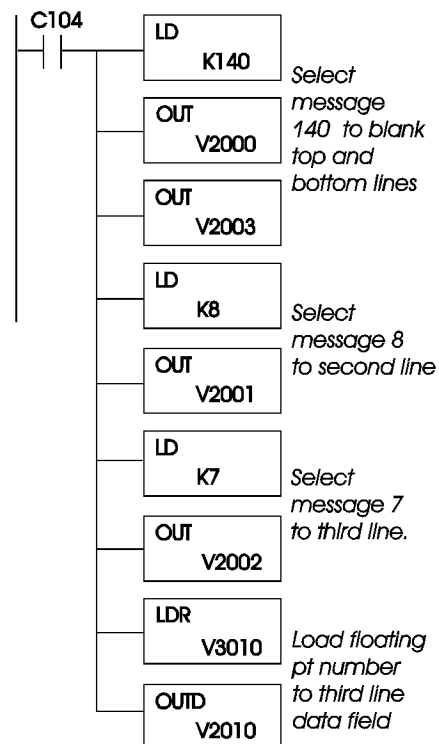 C104
LD
K140
Select
message
140 to blank
top and
bottom lines
OUT
V2000
OUT
V2003
LD
K8
Select
message 8
to second line
OUT
V2001
LD
K7
Select
message 7
to third line.
OUT
V2002
LDR
V3010
Load floating
pt number
to third line
data field
OUTD
V2010